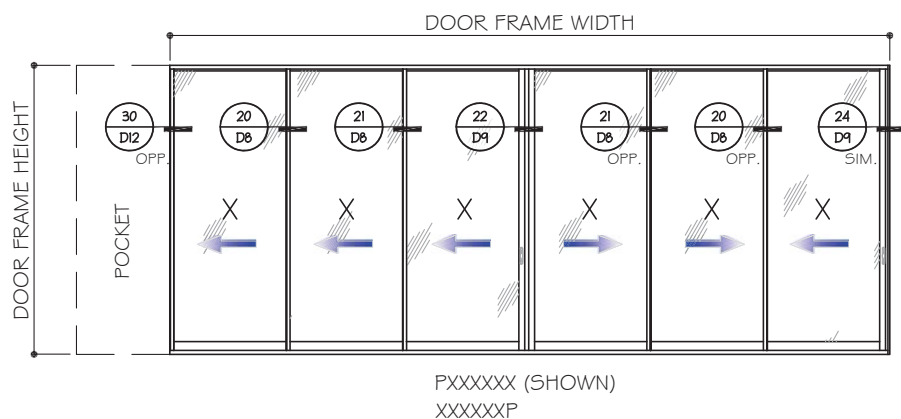 DOOR FRAME WIDTH
DOOR FRAME HEIGHT
POCKET
30
D12
OPP.
20
D8
21
D8
22
D9
21
D8
OPP.
20
D8
OPP.
24
D9
SIM.
X
X
X
X
X
X
PXXXXXX (SHOWN)
XXXXXXP